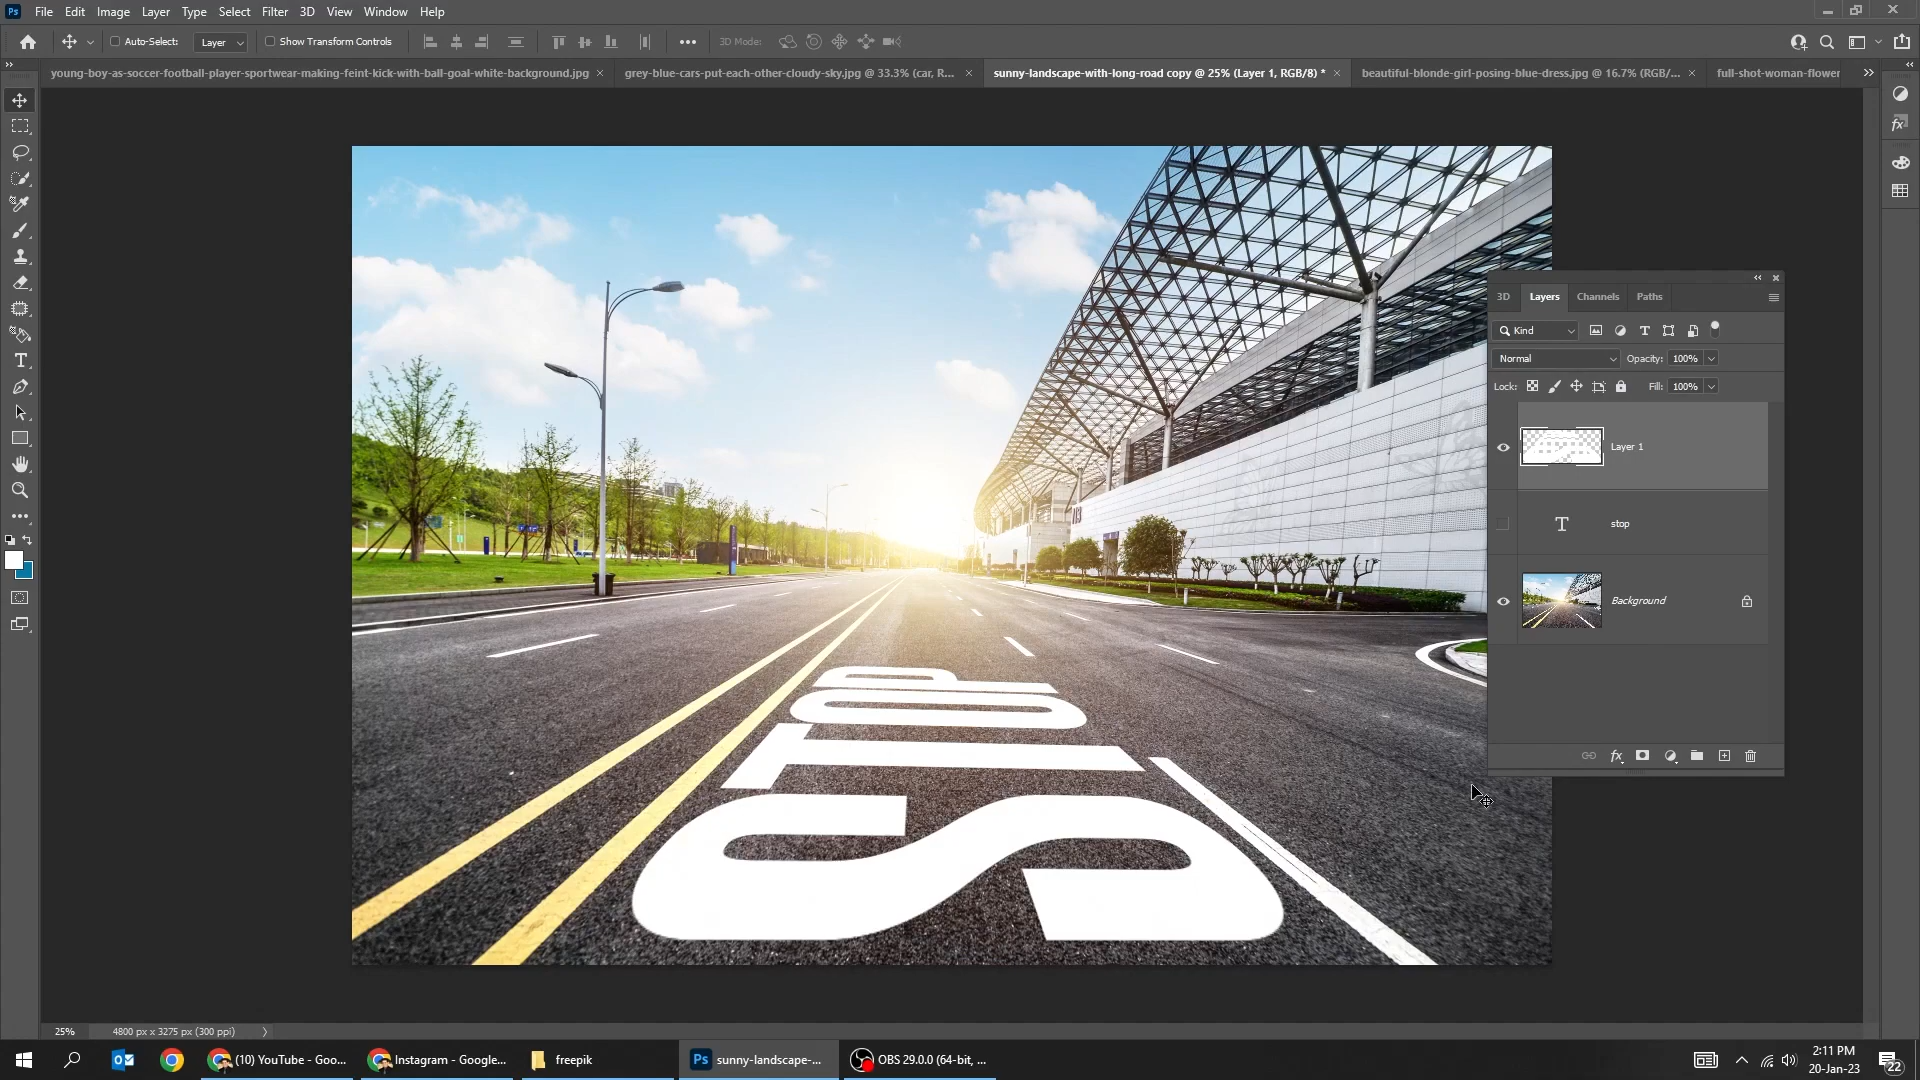 Ps File Edit Image Layer Type Select Filter 3D View Window Help
Auto-Select: Layer Show Transform Controls 3D Mode:
young-boy-as-soccer-football-player-sportwear-making-feint-kick-with-ball-goal-white-background.jpg grey-blue-cars-put-each-other-cloudy-sky.jpg @ 33.3% (car, R... sunny-landscape-with-long-road copy @ 25% (Layer 1, RGB/8) * beautiful-blonde-girl-posing-blue-dress.jpg @ 16.7% (RGB/... full-shot-woman-flower
3D Layers Channels Paths
Kind
Normal Opacity: 100%
Lock: Fill: 100%
Layer 1
T stop
Background
fx
STOP
25% 4800 px x 3275 px (300 ppi)
(10) YouTube - Goo... Instagram - Google... freepik Ps sunny-landscape-... OBS 29.0.0 (64-bit, ...
2:11 PM
20-Jan-23
22